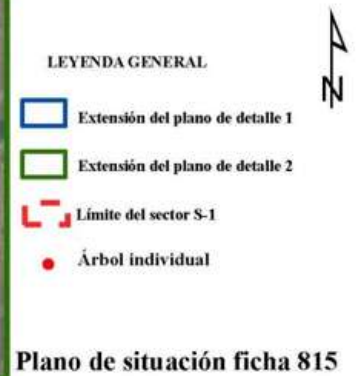 N
LEYENDA GENERAL
Extensión del plano de detalle 1
Extensión del plano de detalle 2
Límite del sector S-1
Árbol individual
Plano de situación ficha 815